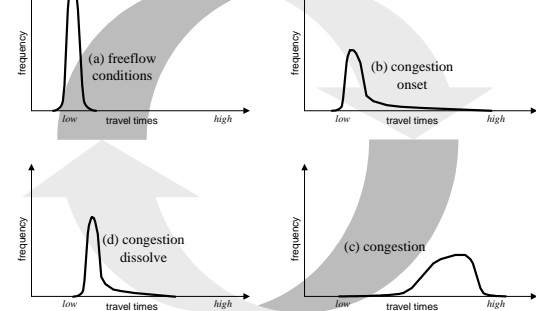 frequency
(a) freeflow
conditions
low
travel times
high
frequency
(b) congestion
onset
low
travel times
high
frequency
(d) congestion
dissolve
low
travel times
high
frequency
(c) congestion
low
travel times
high